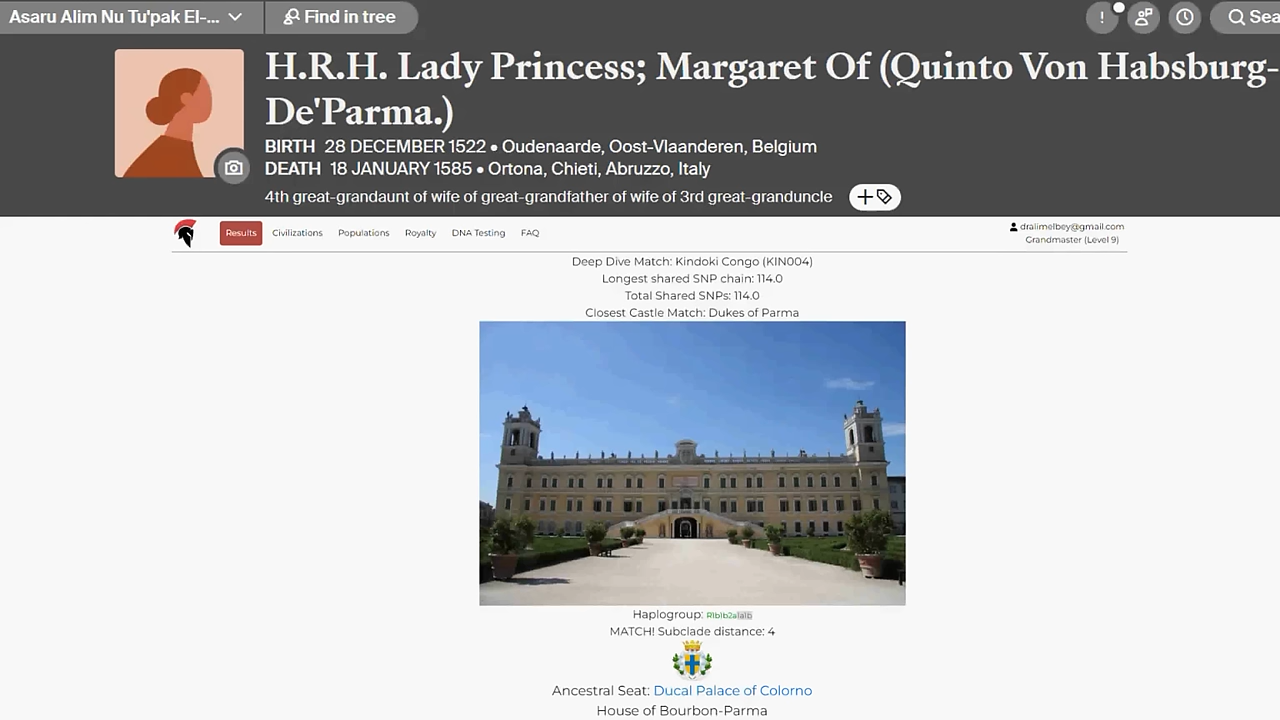 Asaru Alim Nu Tu'pak El-...
Find in tree
! Sea
H.R.H. Lady Princess; Margaret Of (Quinto Von Habsburg-
De'Parma.)
BIRTH 28 DECEMBER 1522 • Oudenaarde, Oost-Vlaanderen, Belgium
DEATH 18 JANUARY 1585 • Ortona, Chieti, Abruzzo, Italy
4th great-grandaunt of wife of great-grandfather of wife of 3rd great-granduncle
Results Civilizations Populations Royalty DNA Testing FAQ
dralimelbey@gmail.com
Grandmaster (Level 9)
Deep Dive Match: Kindoki Congo (KIN004)
Longest shared SNP chain: 114.0
Total Shared SNPs: 114.0
Closest Castle Match: Dukes of Parma
Haplogroup: R1b1b2a1a1b
MATCH! Subclade distance: 4
Ancestral Seat: Ducal Palace of Colorno
House of Bourbon-Parma